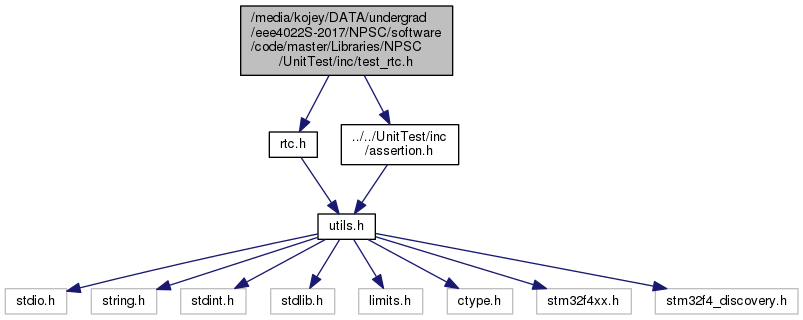 /media/kojey/DATA/undergrad
/eee4022S-2017/NPSC/software
/code/master/Libraries/NPSC
/UnitTest/inc/test_rtc.h
rtc.h
../../UnitTest/inc
/assertion.h
utils.h
stdio.h
string.h
stdint.h
stdlib.h
limits.h
ctype.h
stm32f4xx.h
stm32f4_discovery.h